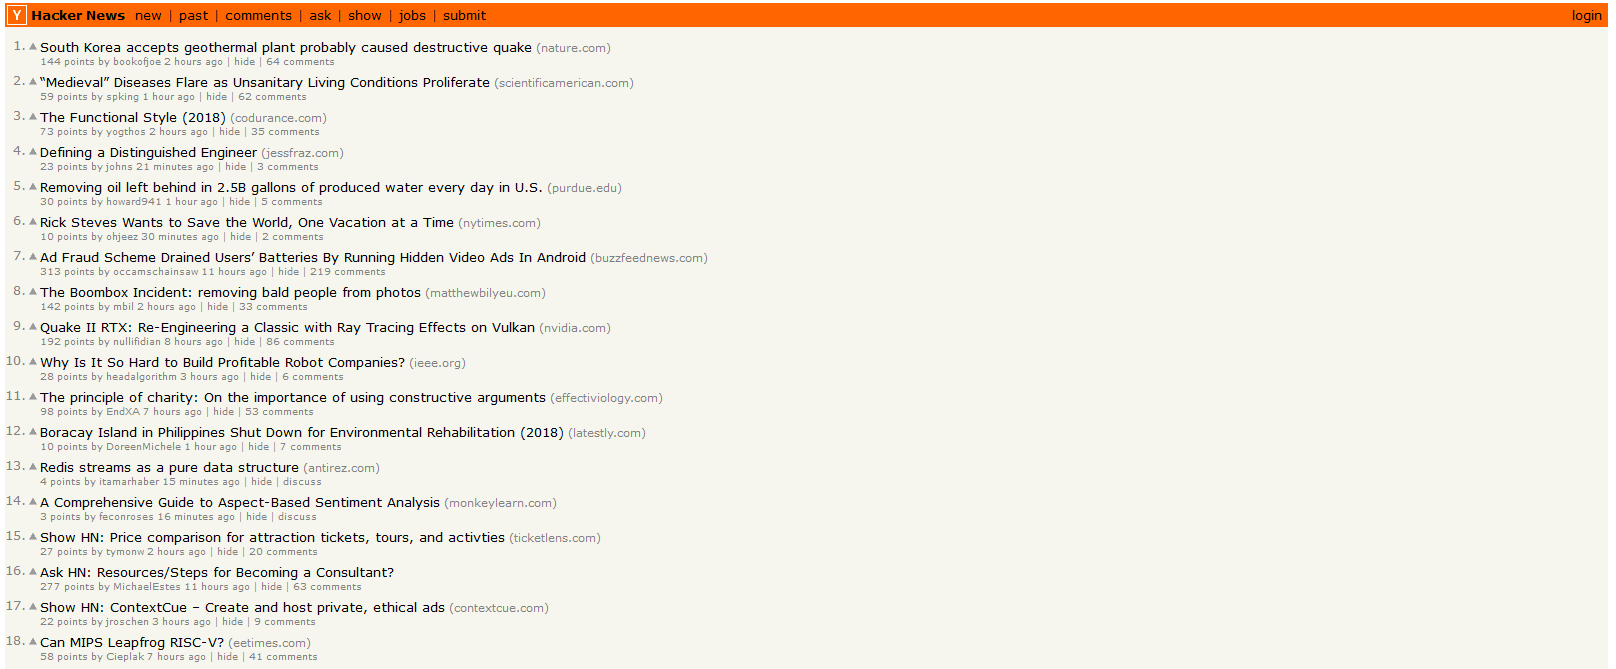 Y Hacker News new | past | comments | ask | show | jobs | submit login
1. South Korea accepts geothermal plant probably caused destructive quake (nature.com)
144 points by bookofjoe 2 hours ago | hide | 64 comments
2. “Medieval” Diseases Flare as Unsanitary Living Conditions Proliferate (scientificamerican.com)
59 points by spking 1 hour ago | hide | 62 comments
3. The Functional Style (2018) (codurance.com)
73 points by yogthos 2 hours ago | hide | 35 comments
4. Defining a Distinguished Engineer (jessfraz.com)
23 points by johns 21 minutes ago | hide | 3 comments
5. Removing oil left behind in 2.5B gallons of produced water every day in U.S. (purdue.edu)
30 points by howard941 1 hour ago | hide | 5 comments
6. Rick Steves Wants to Save the World, One Vacation at a Time (nytimes.com)
10 points by ohjeez 30 minutes ago | hide | 2 comments
7. Ad Fraud Scheme Drained Users’ Batteries By Running Hidden Video Ads In Android (buzzfeednews.com)
313 points by occamschainsaw 11 hours ago | hide | 219 comments
8. The Boombox Incident: removing bald people from photos (matthewbilyeu.com)
142 points by mbil 2 hours ago | hide | 33 comments
9. Quake II RTX: Re-Engineering a Classic with Ray Tracing Effects on Vulkan (nvidia.com)
192 points by nullifidian 8 hours ago | hide | 86 comments
10. Why Is It So Hard to Build Profitable Robot Companies? (ieee.org)
28 points by headalgorithm 3 hours ago | hide | 6 comments
11. The principle of charity: On the importance of using constructive arguments (effectiviology.com)
98 points by EndXA 7 hours ago | hide | 53 comments
12. Boracay Island in Philippines Shut Down for Environmental Rehabilitation (2018) (latestly.com)
10 points by DoreenMichele 1 hour ago | hide | 7 comments
13. Redis streams as a pure data structure (antirez.com)
4 points by itamarhaber 15 minutes ago | hide | discuss
14. A Comprehensive Guide to Aspect-Based Sentiment Analysis (monkeylearn.com)
3 points by feconroses 16 minutes ago | hide | discuss
15. Show HN: Price comparison for attraction tickets, tours, and activties (ticketlens.com)
27 points by tymonw 2 hours ago | hide | 20 comments
16. Ask HN: Resources/Steps for Becoming a Consultant?
277 points by MichaelEstes 11 hours ago | hide | 63 comments
17. Show HN: ContextCue – Create and host private, ethical ads (contextcue.com)
22 points by jroschen 3 hours ago | hide | 9 comments
18. Can MIPS Leapfrog RISC-V? (eetimes.com)
58 points by Cieplak 7 hours ago | hide | 41 comments